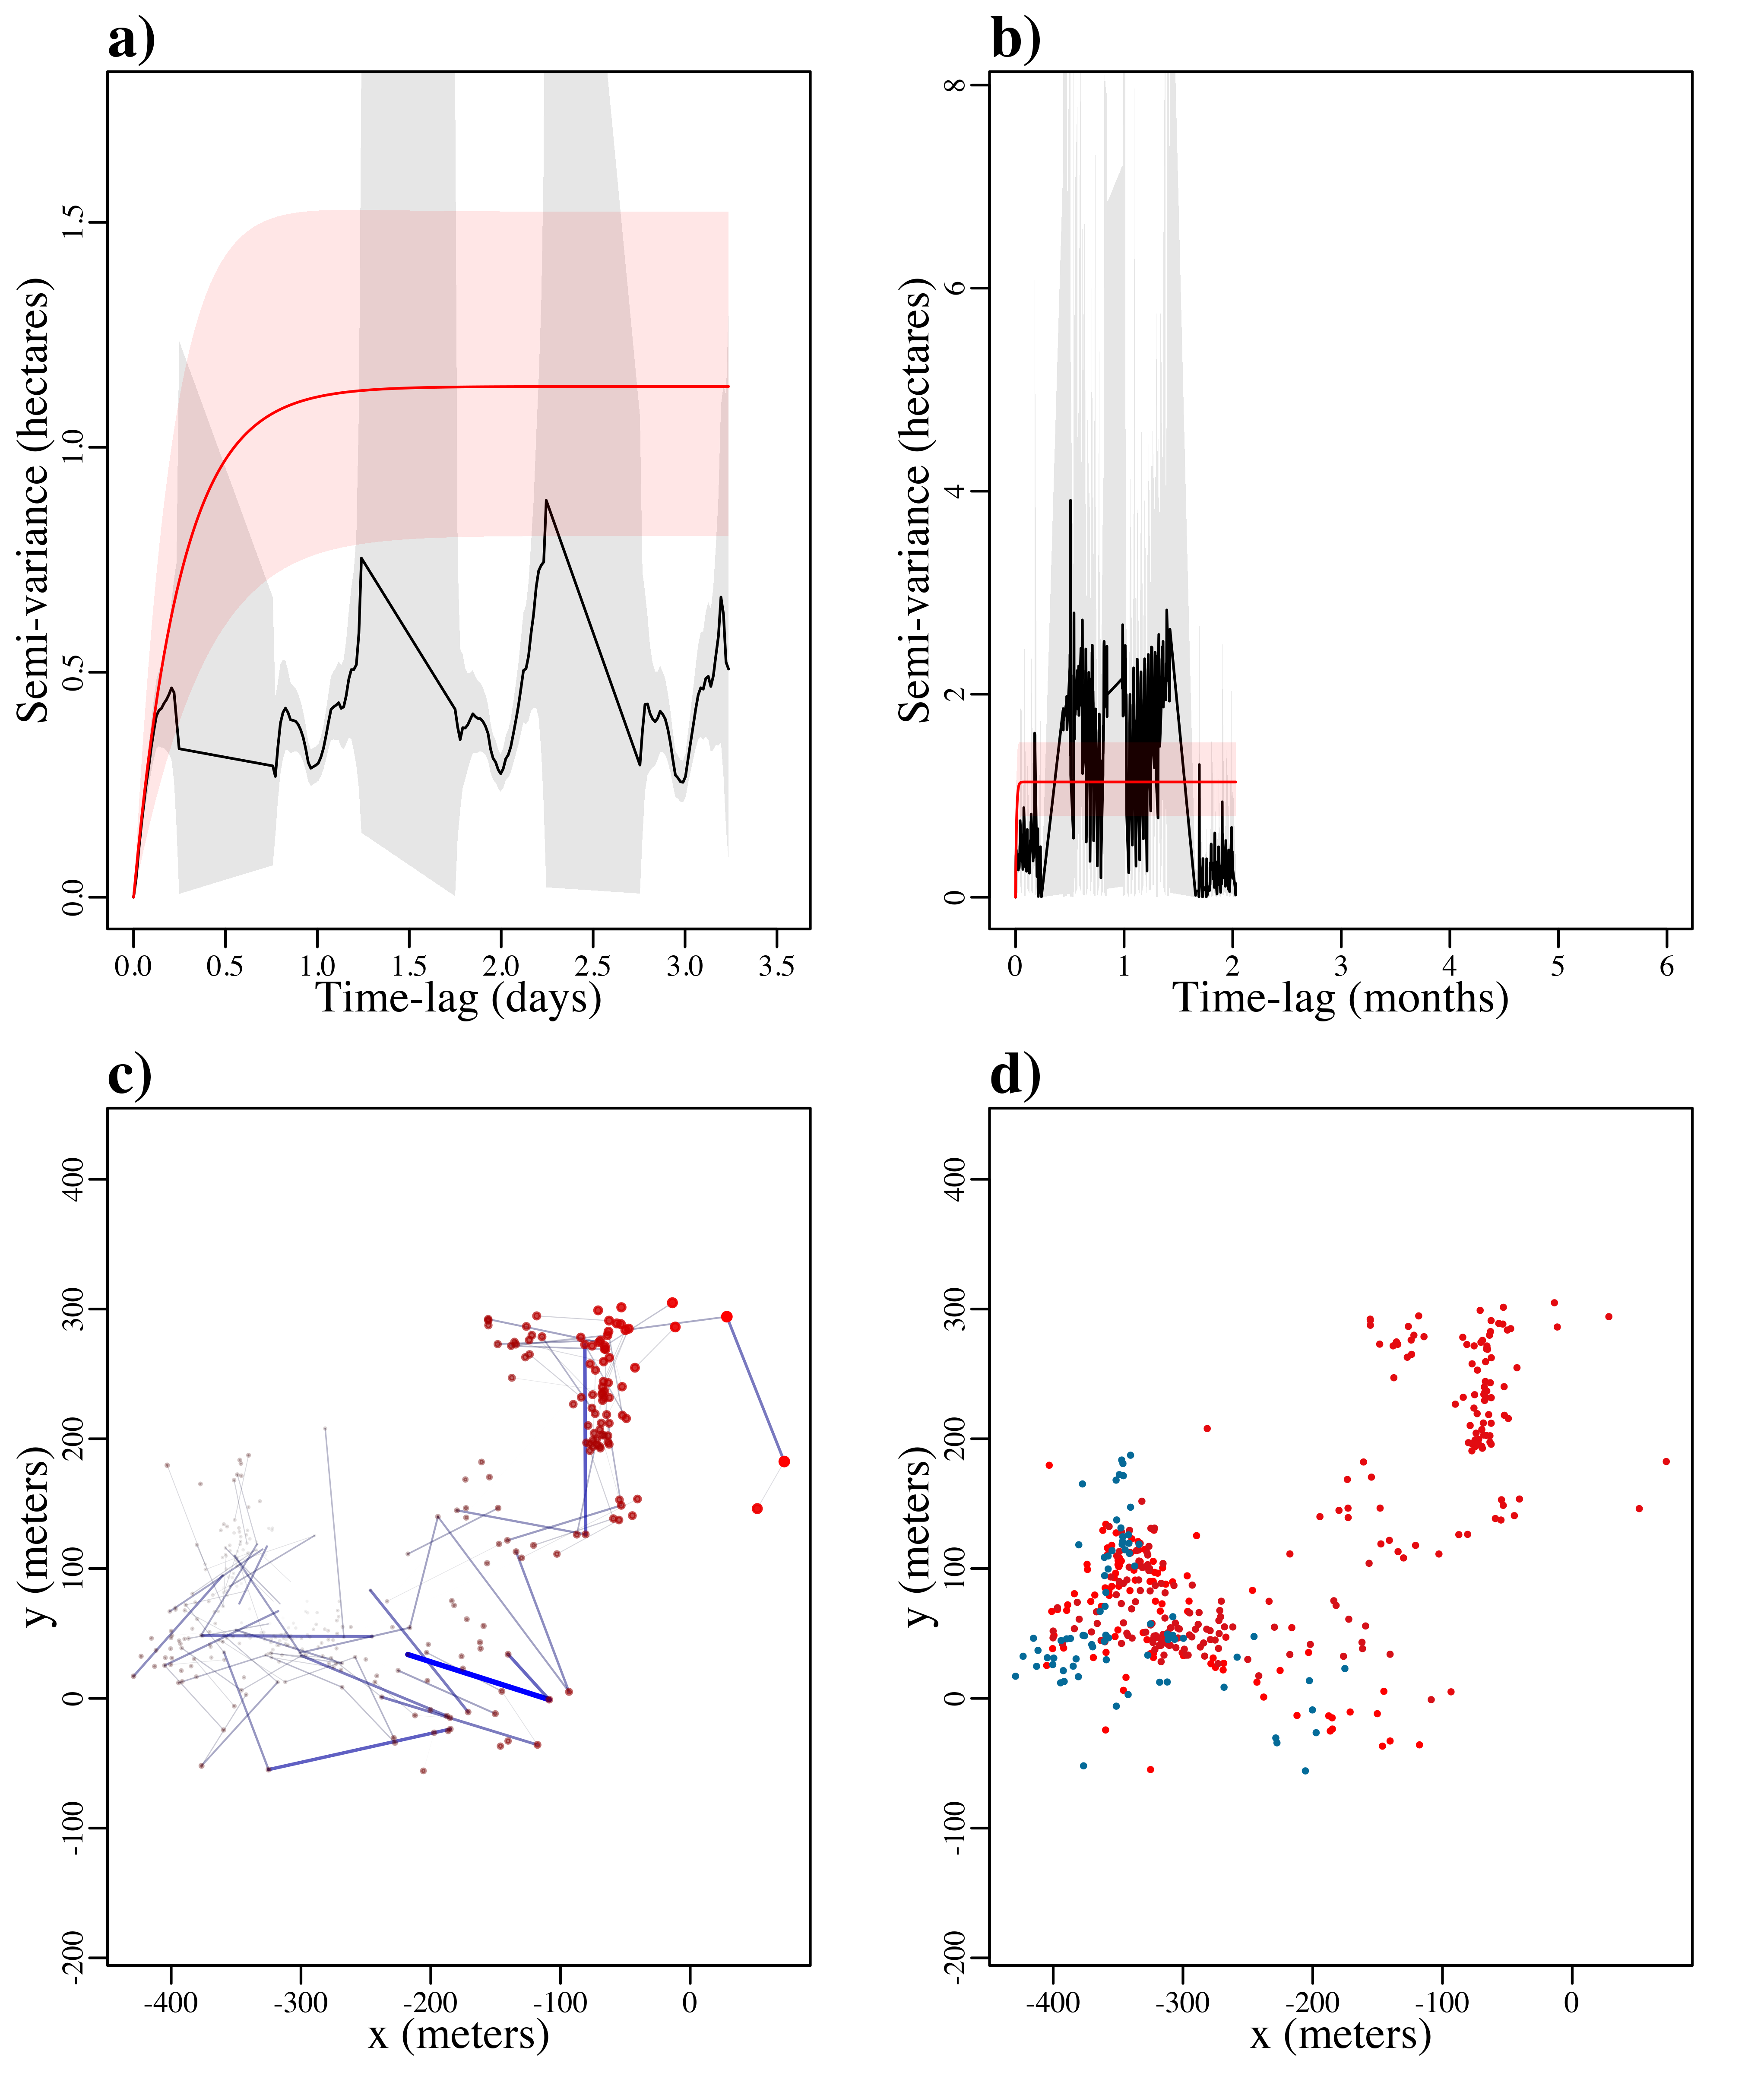 a)
Semi-variance (hectares)
0.0 0.5 1.0 1.5
0.0 0.5 1.0 1.5 2.0 2.5 3.0 3.5
Time-lag (days)
b)
Semi-variance (hectares)
0 2 4 6 8
0 1 2 3 4 5 6
Time-lag (months)
c)
y (meters)
-200 -100 0 100 200 300 400
-400 -300 -200 -100 0
x (meters)
d)
y (meters)
-200 -100 0 100 200 300 400
-400 -300 -200 -100 0
x (meters)